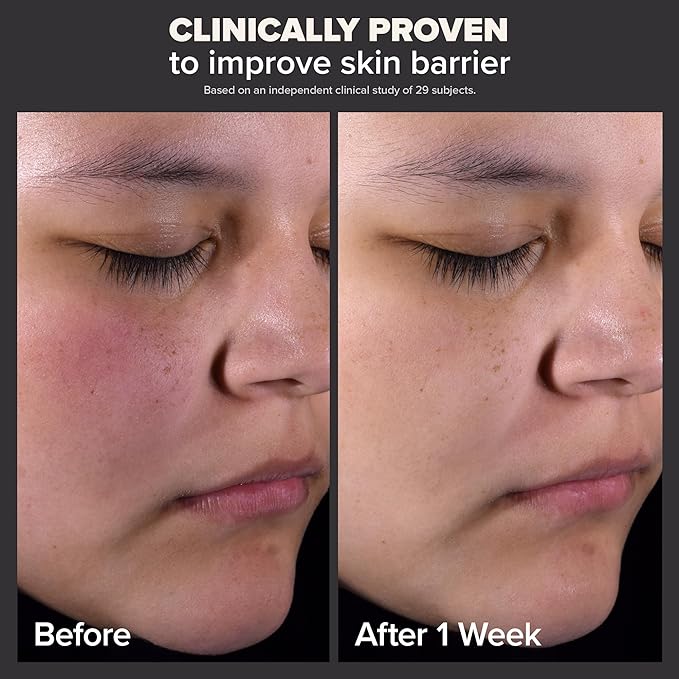 CLINICALLY PROVEN
to improve skin barrier
Based on an independent clinical study of 29 subjects.
Before
After 1 Week